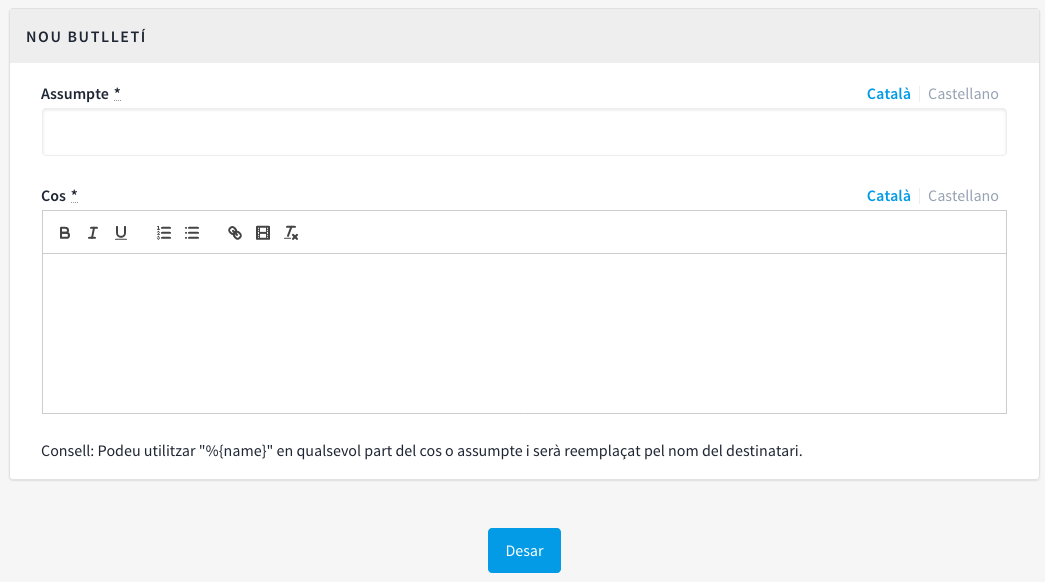 NOU BUTLLETÍ
Assumpte * Català Castellano
Cos * Català Castellano
B I U
Consell: Podeu utilitzar "%{name}" en qualsevol part del cos o assumpte i serà reemplaçat pel nom del destinatari.
Desar